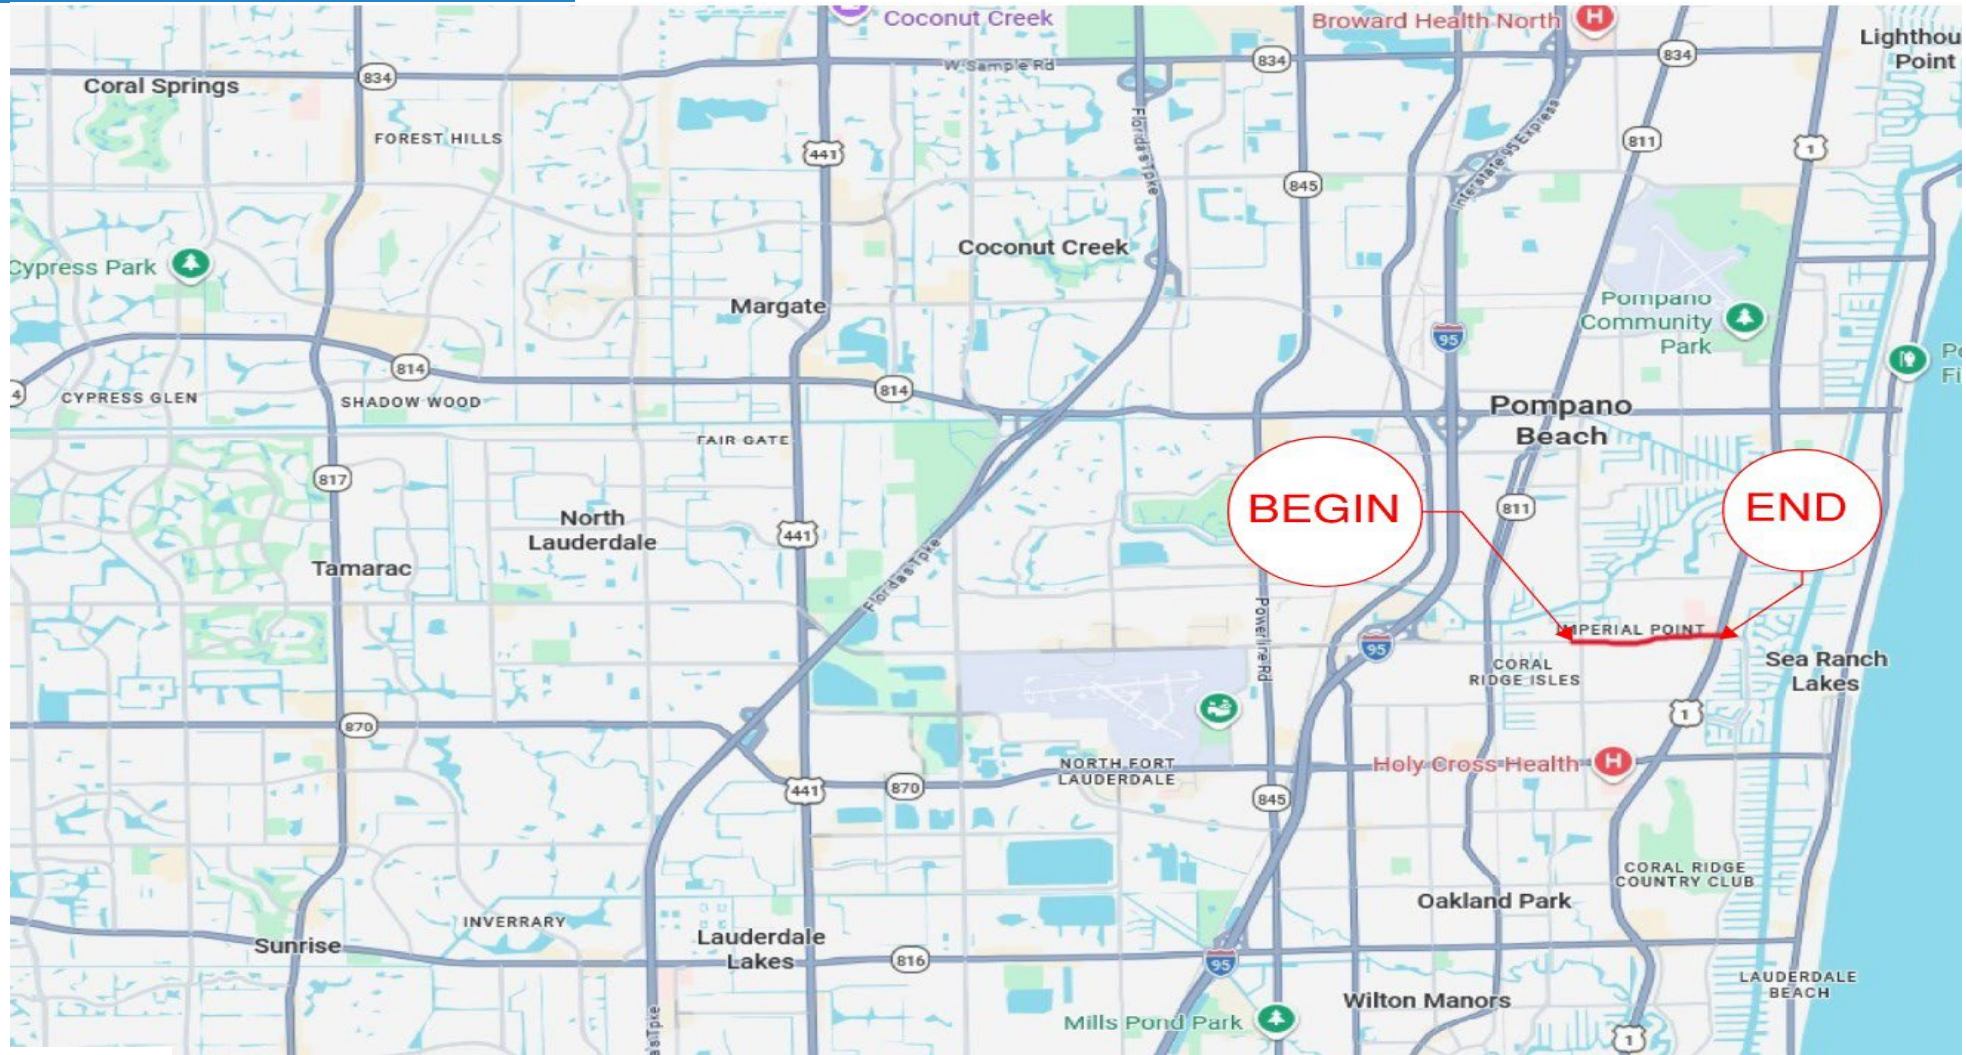 Coconut Creek
Broward Health North
H
Lighthou
Point
834
W Sample Rd
834
834
Coral Springs
FOREST HILLS
441
Florida's Tpke
Interstate 95 Express
811
1
845
Cypress Park
Coconut Creek
Margate
Pompano
Community
Park
95
P
Fi
814
814
4
CYPRESS GLEN
SHADOW WOOD
Pompano
Beach
FAIR GATE
817
North
Lauderdale
441
BEGIN
811
END
Tamarac
Florida's Tpke
Powerline Rd
IMPERIAL POINT
95
CORAL
RIDGE ISLES
Sea Ranch
Lakes
870
1
NORTH FORT
LAUDERDALE
Holy Cross Health
H
441
870
845
CORAL RIDGE
COUNTRY CLUB
Oakland Park
INVERRARY
Sunrise
Lauderdale
Lakes
816
95
LAUDERDALE
BEACH
Wilton Manors
Mills Pond Park
a's Tpke
1